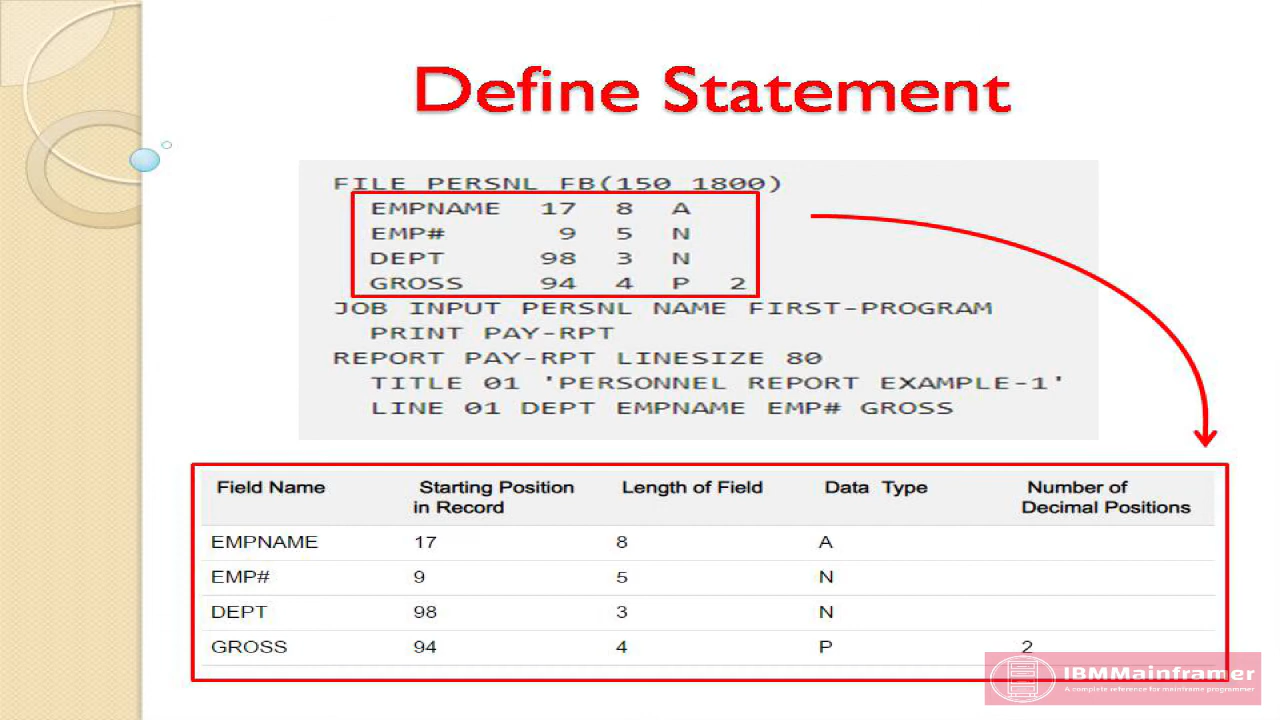 Define Statement
FILE PERSNL FB(150 1800)
EMPNAME 17 8 A
EMP# 9 5 N
DEPT 98 3 N
GROSS 94 4 P 2
JOB INPUT PERSNL NAME FIRST-PROGRAM
PRINT PAY-RPT
REPORT PAY-RPT LINESIZE 80
TITLE 01 'PERSONNEL REPORT EXAMPLE-1'
LINE 01 DEPT EMPNAME EMP# GROSS
Field Name Starting Position in Record Length of Field Data Type Number of Decimal Positions
EMPNAME 17 8 A
EMP# 9 5 N
DEPT 98 3 N
GROSS 94 4 P 2
IBMMainframer
A complete reference for mainframe programmer